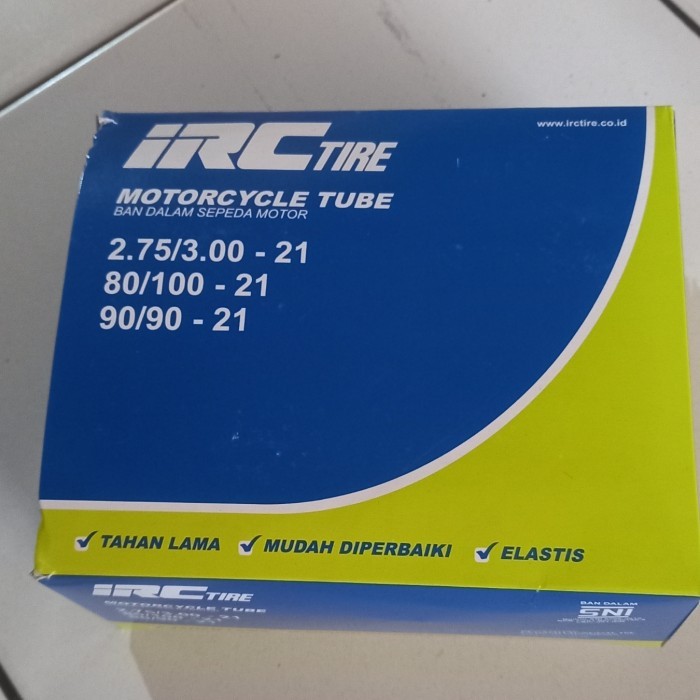 IRC TIRE
www.irctire.co.id
MOTORCYCLE TUBE
BAN DALAM SEPEDA MOTOR
2.75/3.00 - 21
80/100 - 21
90/90 - 21
TAHAN LAMA MUDAH DIPERBAIKI ELASTIS
IRC TIRE
MOTORCYCLE TUBE
BAN DALAM
SNI